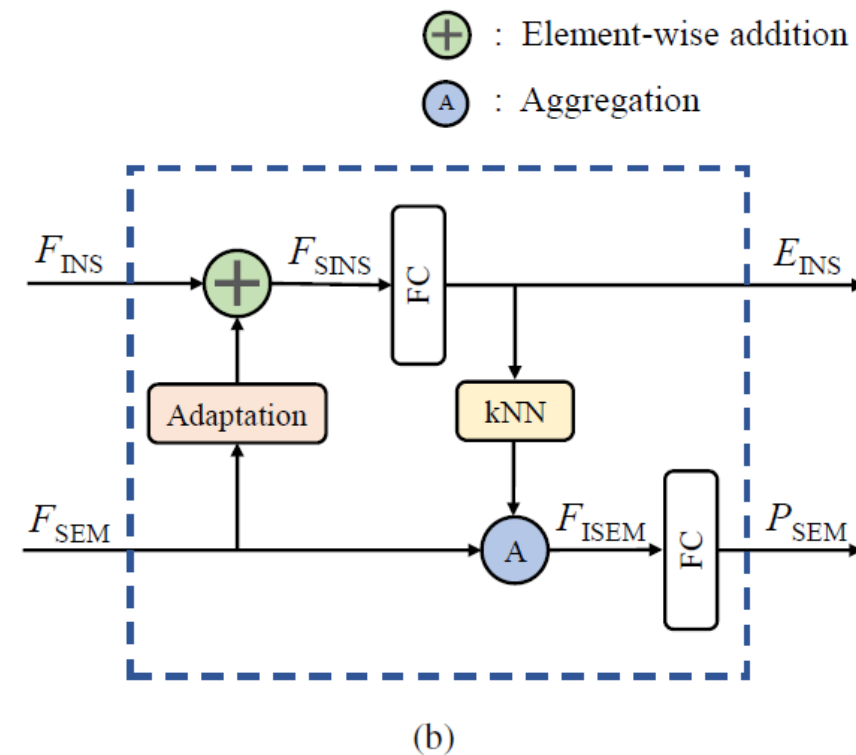 + : Element-wise addition
A : Aggregation
F_INS
+
F_SINS
FC
E_INS
Adaptation
kNN
F_SEM
A
F_ISEM
FC
P_SEM
(b)